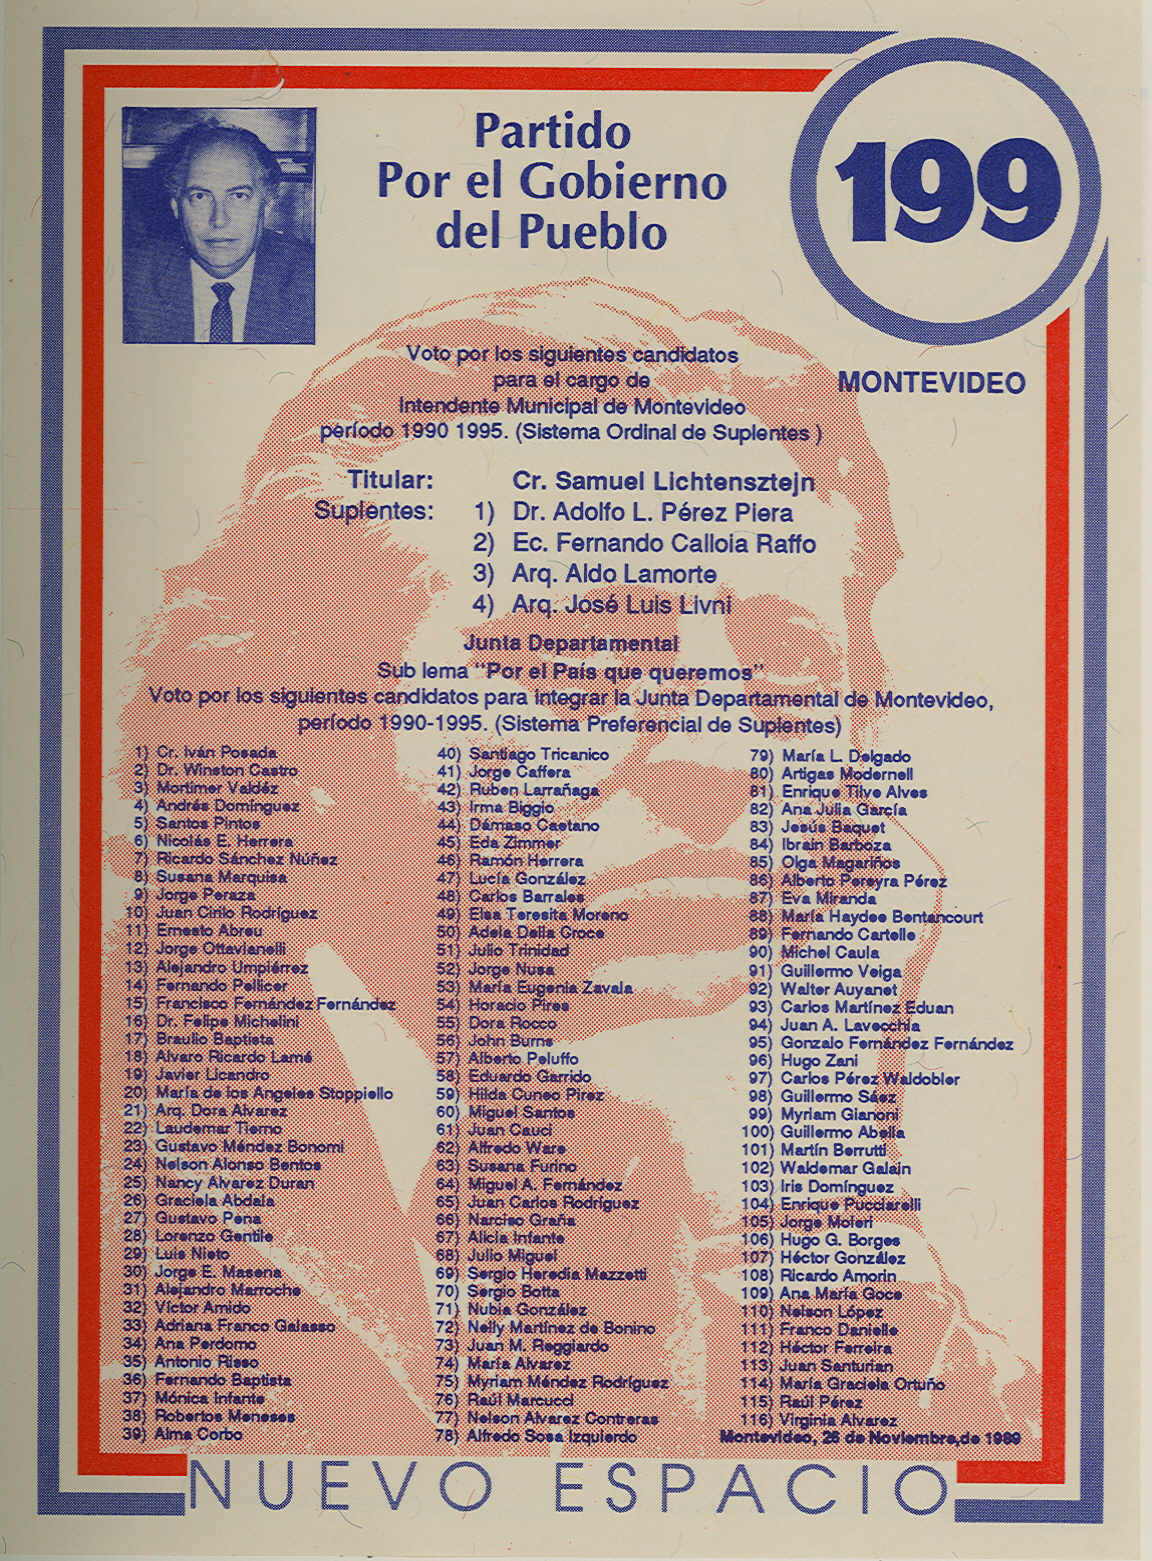 Partido
Por el Gobierno
del Pueblo
199
MONTEVIDEO
Voto por los siguientes candidatos
para el cargo de
Intendente Municipal de Montevideo
período 1990 1995. (Sistema Ordinal de Suplentes )
Titular: Cr. Samuel Lichtensztejn
Suplentes: 1) Dr. Adolfo L. Pérez Piera
2) Ec. Fernando Calloia Raffo
3) Arq. Aldo Lamorte
4) Arq. José Luis Livni
Junta Departamental
Sub lema "Por el País que queremos"
Voto por los siguientes candidatos para integrar la Junta Departamental de Montevideo,
período 1990-1995. (Sistema Preferencial de Suplentes)
1) Cr. Iván Posada
2) Dr. Winston Castro
3) Mortimer Valdéz
4) Andrés Domínguez
5) Santos Pintos
6) Nicolás E. Herrera
7) Ricardo Sánchez Núñez
8) Susana Marquisa
9) Jorge Peraza
10) Juan Cirilo Rodríguez
11) Ernesto Abreu
12) Jorge Ottavianelli
13) Alejandro Umpiérrez
14) Fernando Pellicer
15) Francisco Fernández Fernández
16) Dr. Felipe Michelini
17) Braulio Baptista
18) Alvaro Ricardo Lamé
19) Javier Licandro
20) María de los Angeles Stoppiello
21) Arq. Dora Alvarez
22) Laudemar Tierno
23) Gustavo Méndez Bonomi
24) Nelson Alonso Bentos
25) Nancy Alvarez Duran
26) Graciela Abdala
27) Gustavo Pena
28) Lorenzo Gentile
29) Luis Nieto
30) Jorge E. Masena
31) Alejandro Marroche
32) Víctor Amido
33) Adriana Franco Galasso
34) Ana Perdomo
35) Antonio Risso
36) Fernando Baptista
37) Mónica Infante
38) Robertos Meneses
39) Alma Corbo
40) Santiago Tricanico
41) Jorge Caffera
42) Ruben Larrañaga
43) Irma Biggio
44) Dámaso Caetano
45) Eda Zimmer
46) Ramón Herrera
47) Lucía González
48) Carlos Barrales
49) Elsa Teresita Moreno
50) Adela Della Croce
51) Julio Trinidad
52) Jorge Nusa
53) María Eugenia Zavala
54) Horacio Pires
55) Dora Rocco
56) John Burns
57) Alberto Peluffo
58) Eduardo Garrido
59) Hilda Cuneo Pirez
60) Miguel Santos
61) Juan Cauci
62) Alfredo Ware
63) Susana Furino
64) Miguel A. Fernández
65) Juan Carlos Rodríguez
66) Narciso Graña
67) Alicia Infante
68) Julio Miguel
69) Sergio Heredia Mazzetti
70) Sergio Botta
71) Nubia González
72) Nelly Martínez de Bonino
73) Juan M. Reggiardo
74) María Alvarez
75) Myriam Méndez Rodríguez
76) Raúl Marcucci
77) Nelson Alvarez Contreras
78) Alfredo Sosa Izquierdo
79) María L. Delgado
80) Artigas Modernell
81) Enrique Tilve Alves
82) Ana Julia García
83) Jesús Baquet
84) Ibrain Barboza
85) Olga Magariños
86) Alberto Pereyra Pérez
87) Eva Miranda
88) María Haydee Bentancourt
89) Fernando Cartelle
90) Michel Caula
91) Guillermo Veiga
92) Walter Auyanet
93) Carlos Martínez Eduan
94) Juan A. Lavecchia
95) Gonzalo Fernández Fernández
96) Hugo Zani
97) Carlos Pérez Waldobler
98) Guillermo Sáez
99) Myriam Gianoni
100) Guillermo Abella
101) Martín Berrutti
102) Waldemar Galain
103) Iris Domínguez
104) Enrique Pucciarelli
105) Jorge Moleri
106) Hugo G. Borges
107) Héctor González
108) Ricardo Amorin
109) Ana María Goce
110) Nelson López
111) Franco Danielle
112) Héctor Ferreira
113) Juan Santurian
114) María Graciela Ortuño
115) Raúl Pérez
116) Virginia Alvarez
Montevideo, 26 de Noviembre,de 1989
NUEVO ESPACIO